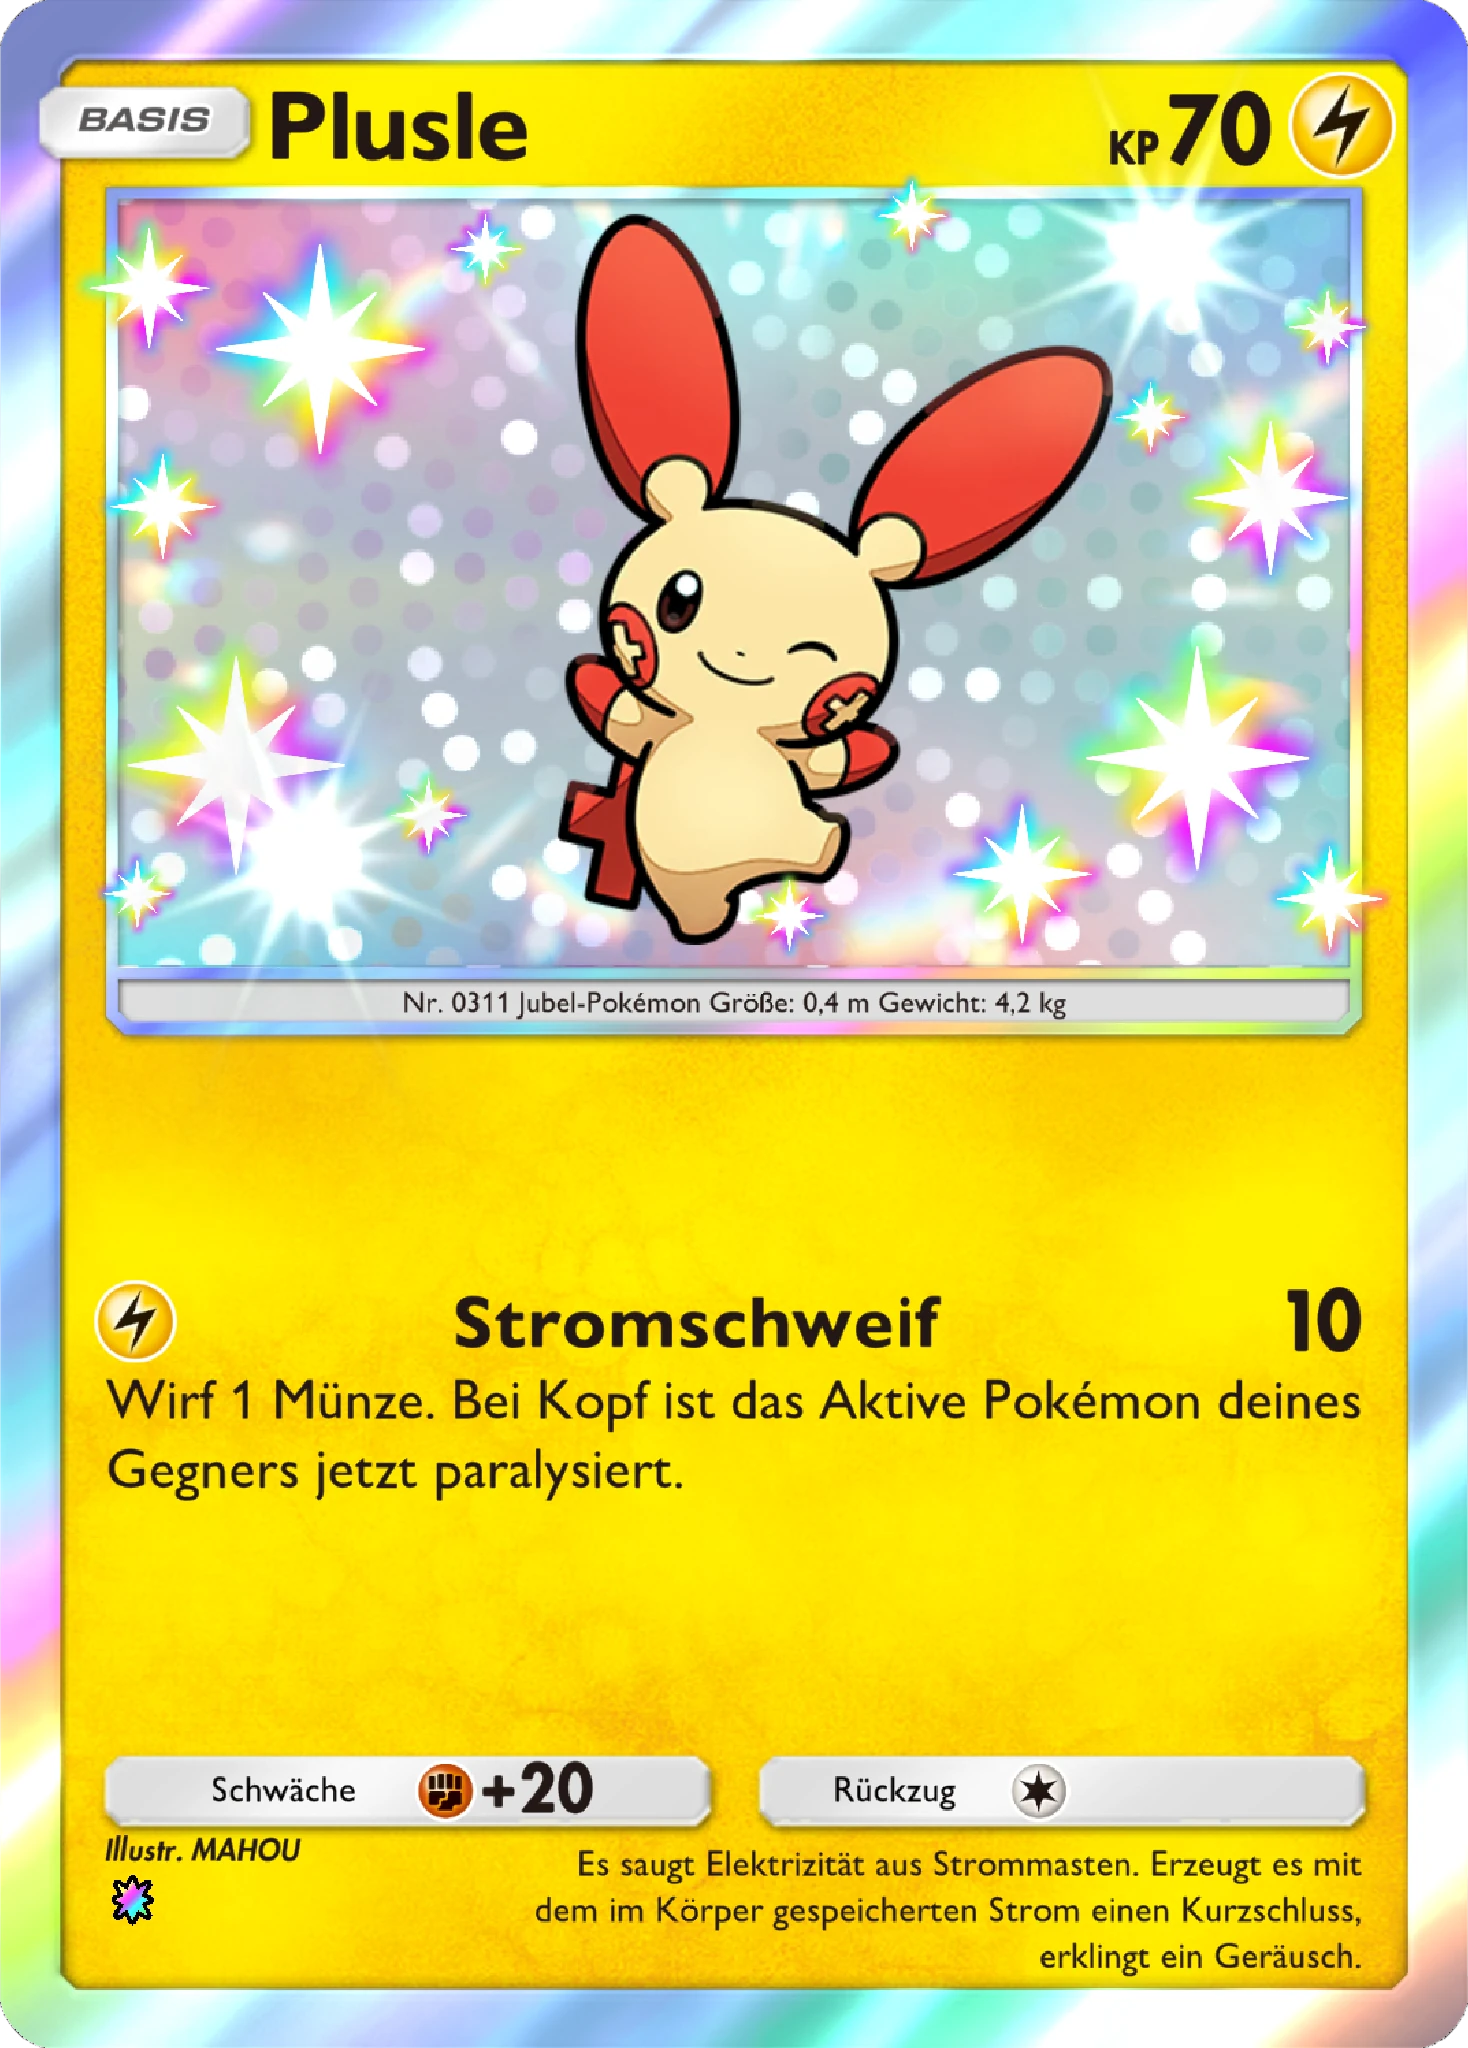 BASIS Plusle KP 70
Nr. 0311 Jubel-Pokémon Größe: 0,4 m Gewicht: 4,2 kg
Stromschweif 10
Wirf 1 Münze. Bei Kopf ist das Aktive Pokémon deines
Gegners jetzt paralysiert.
Schwäche +20 Rückzug
Illustr. MAHOU
Es saugt Elektrizität aus Strommasten. Erzeugt es mit
dem im Körper gespeicherten Strom einen Kurzschluss,
erklingt ein Geräusch.